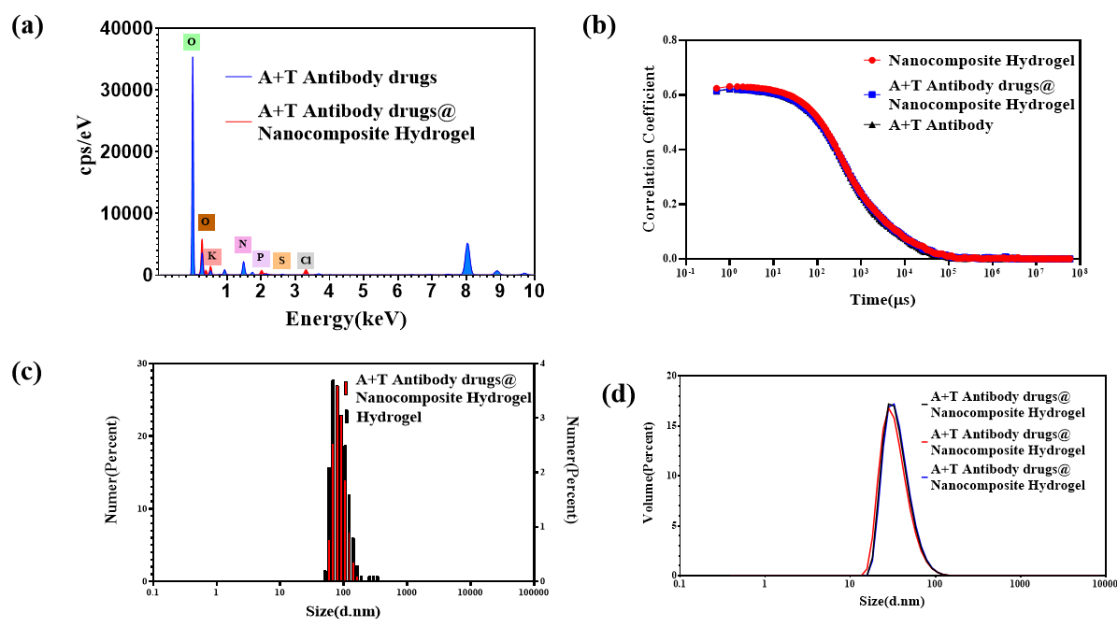 (a)
40000
30000
20000
10000
0
cps/eV
O
O
K
N
P
S
Cl
A+T Antibody drugs
A+T Antibody drugs@
Nanocomposite Hydrogel
1 2 3 4 5 6 7 8 9 10
Energy(keV)
(b)
0.8
0.6
0.4
0.2
0.0
Correlation Coefficient
Nanocomposite Hydrogel
A+T Antibody drugs@
Nanocomposite Hydrogel
A+T Antibody
10-1 100 101 102 103 104 105 106 107 108
Time(μs)
(c)
30
20
10
0
Numer(Percent)
A+T Antibody drugs@
Nanocomposite Hydrogel
Hydrogel
4
3
2
1
0
Numer(Percent)
0.1 1 10 100 1000 10000 100000
Size(d.nm)
(d)
20
15
10
5
0
Volume(Percent)
A+T Antibody drugs@
Nanocomposite Hydrogel
A+T Antibody drugs@
Nanocomposite Hydrogel
A+T Antibody drugs@
Nanocomposite Hydrogel
0.1 1 10 100 1000 10000
Size(d.nm)